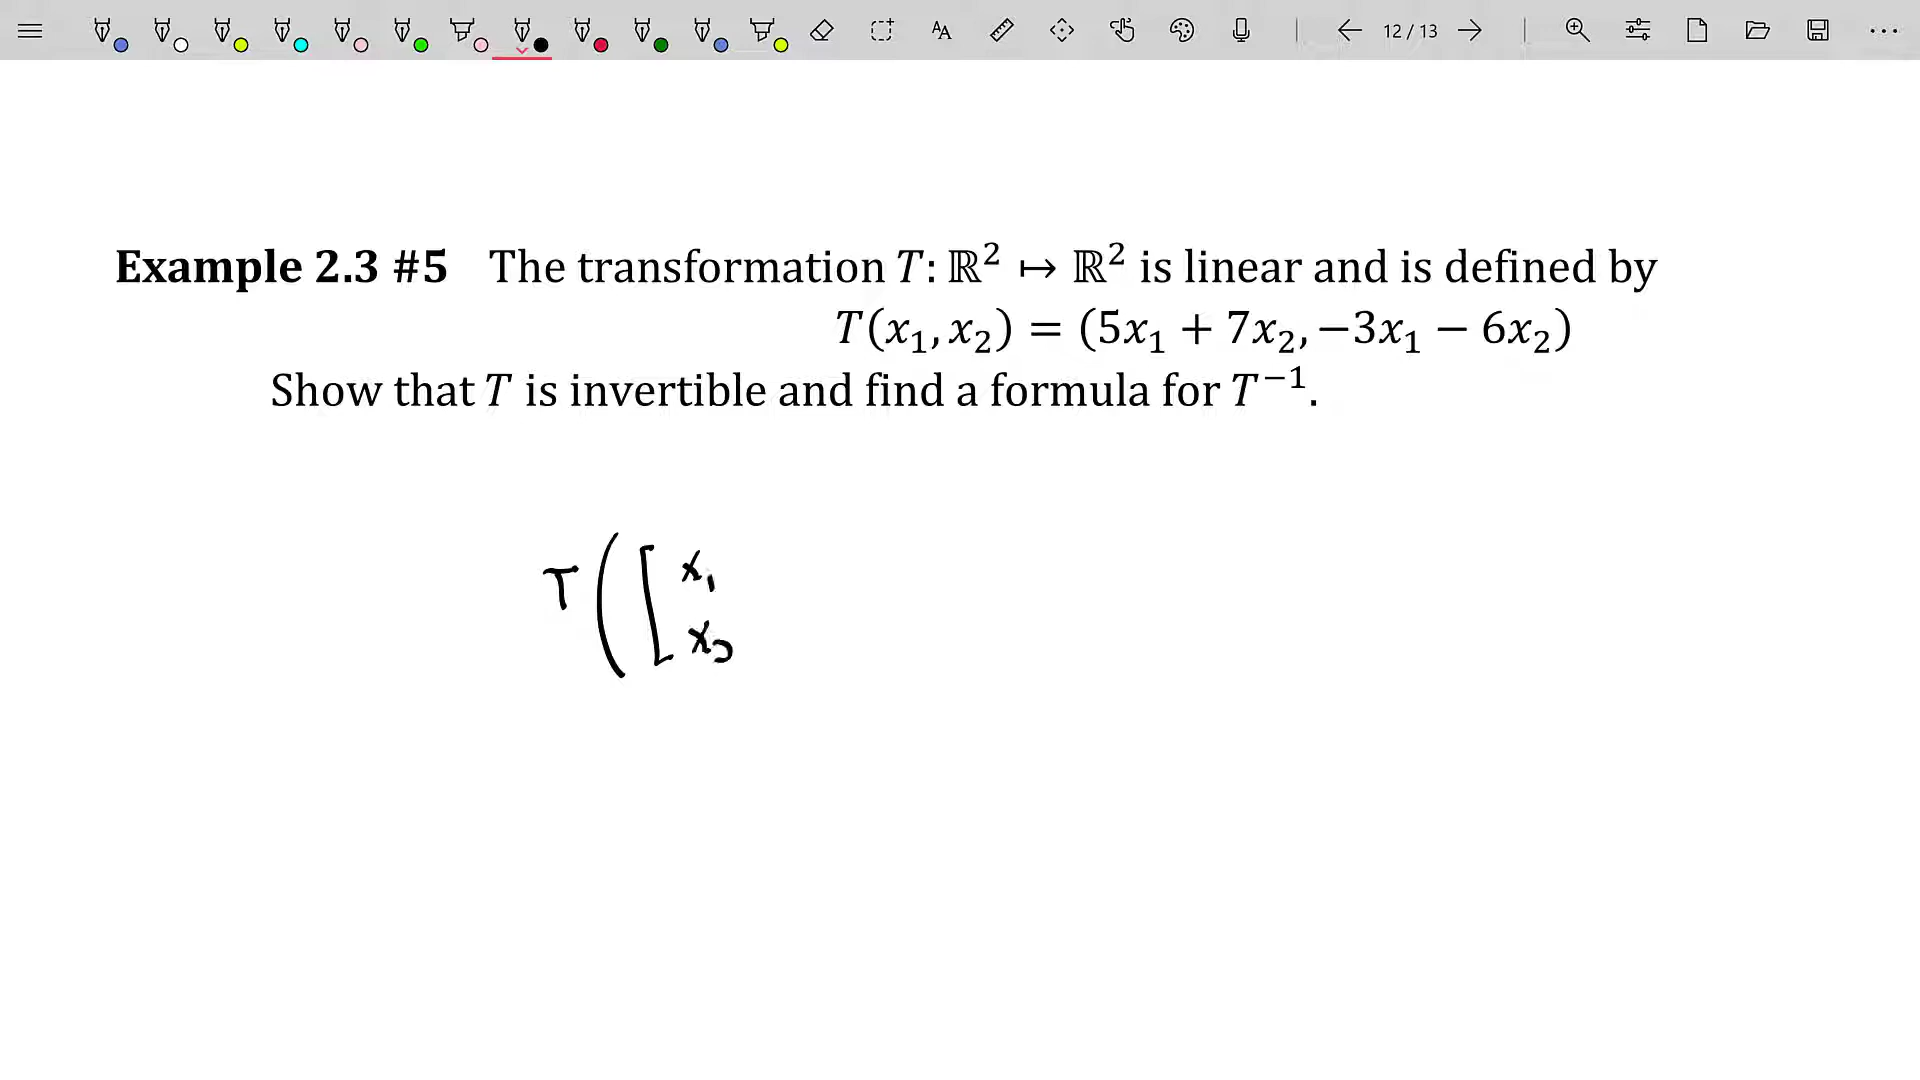 12 / 13
Example 2.3 #5 The transformation T: ℝ² ↦ ℝ² is linear and is defined by
T(x₁, x₂) = (5x₁ + 7x₂, −3x₁ − 6x₂)
Show that T is invertible and find a formula for T⁻¹.
T([x₁
x₂